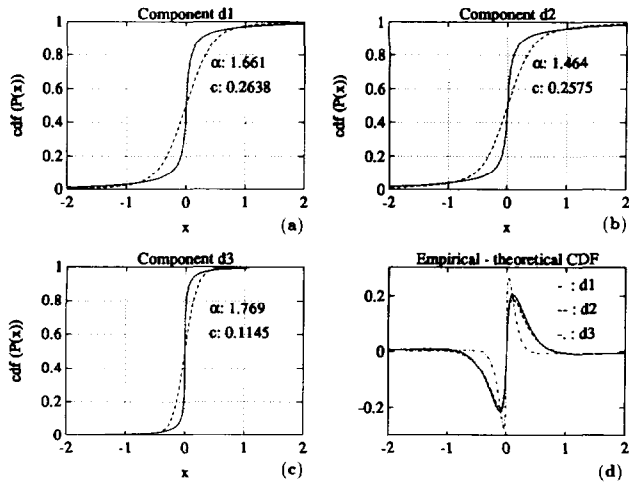 Component d1
cdf (P(x))
1
0.8
0.6
0.4
0.2
0
α: 1.661
c: 0.2638
-2 -1 0 1 2
x
(a)
Component d2
cdf (P(x))
1
0.8
0.6
0.4
0.2
0
α: 1.464
c: 0.2575
-2 -1 0 1 2
x
(b)
Component d3
cdf (P(x))
1
0.8
0.6
0.4
0.2
0
α: 1.769
c: 0.1145
-2 -1 0 1 2
x
(c)
Empirical - theoretical CDF
0.2
0
-0.2
- : d1
- : d2
-. : d3
-2 -1 0 1 2
x
(d)